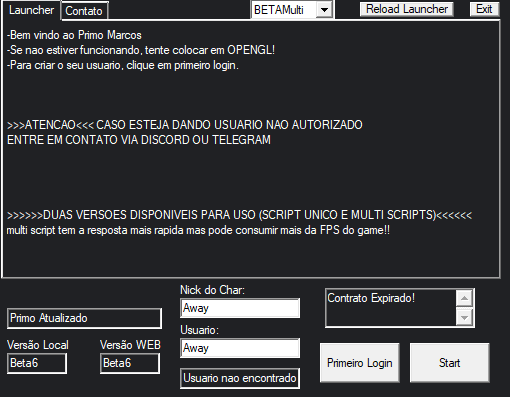 Launcher Contato BETAMulti Reload Launcher Exit
-Bem vindo ao Primo Marcos
-Se nao estiver funcionando, tente colocar em OPENGL!
-Para criar o seu usuario, clique em primeiro login.
>>>ATENCAO<<< CASO ESTEJA DANDO USUARIO NAO AUTORIZADO
ENTRE EM CONTATO VIA DISCORD OU TELEGRAM
>>>>>>DUAS VERSOES DISPONIVEIS PARA USO (SCRIPT UNICO E MULTI SCRIPTS)<<<<<<
multi script tem a resposta mais rapida mas pode consumir mais da FPS do game!!
Primo Atualizado
Versão Local Versão WEB
Beta6 Beta6
Nick do Char:
Away
Usuario:
Away
Usuario nao encontrado
Contrato Expirado!
Primeiro Login Start